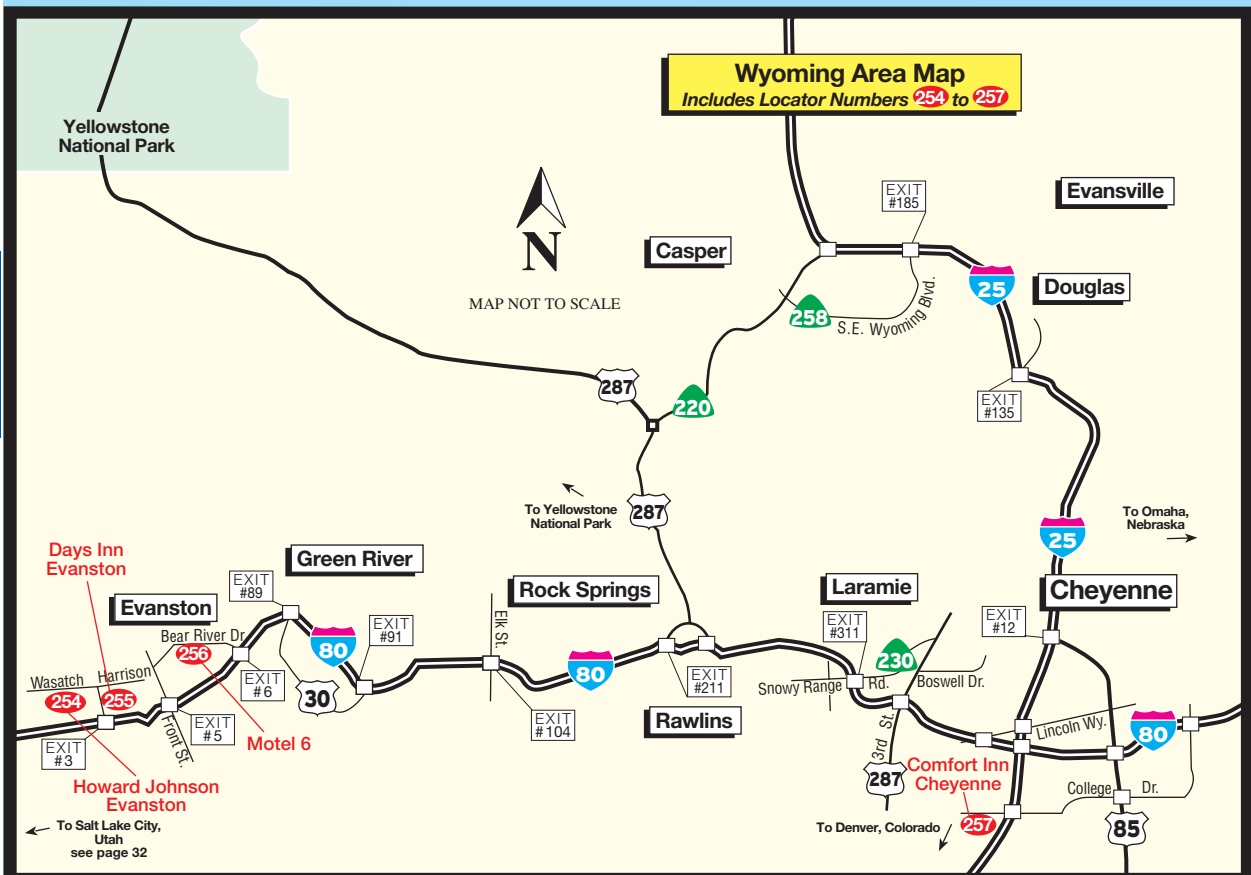 Wyoming Area Map
Includes Locator Numbers 254 to 257
Yellowstone
National Park
EXIT
#185
Evansville
N
Casper
MAP NOT TO SCALE
25
Douglas
258
S.E. Wyoming Blvd.
287
220
EXIT
#135
To Yellowstone
National Park
287
25
To Omaha,
Nebraska
Days Inn
Evanston
Green River
EXIT
#89
Evanston
Bear River Dr.
256
80
EXIT
#91
Elk St.
Rock Springs
Laramie
EXIT
#311
Cheyenne
EXIT
#12
Wasatch
Harrison
254
255
EXIT
#6
30
80
EXIT
#211
230
Snowy Range Rd.
Boswell Dr.
EXIT
#3
Front St.
EXIT
#5
Motel 6
EXIT
#104
Rawlins
3rd St.
Lincoln Wy.
80
Howard Johnson
Evanston
287
Comfort Inn
Cheyenne
College Dr.
To Salt Lake City,
Utah
see page 32
To Denver, Colorado
257
85